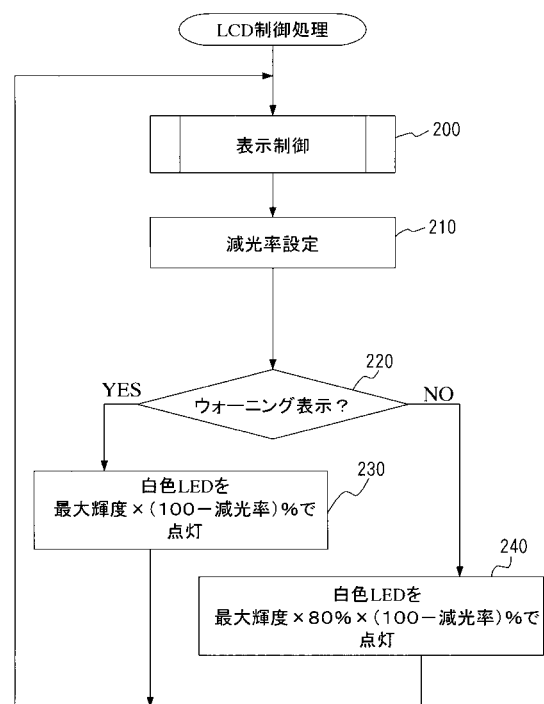 LCD制御処理
表示制御
200
減光率設定
210
ウォーニング表示？
220
YES
NO
白色LEDを
最大輝度×(100－減光率)%で
点灯
230
白色LEDを
最大輝度×80%×(100－減光率)%で
点灯
240